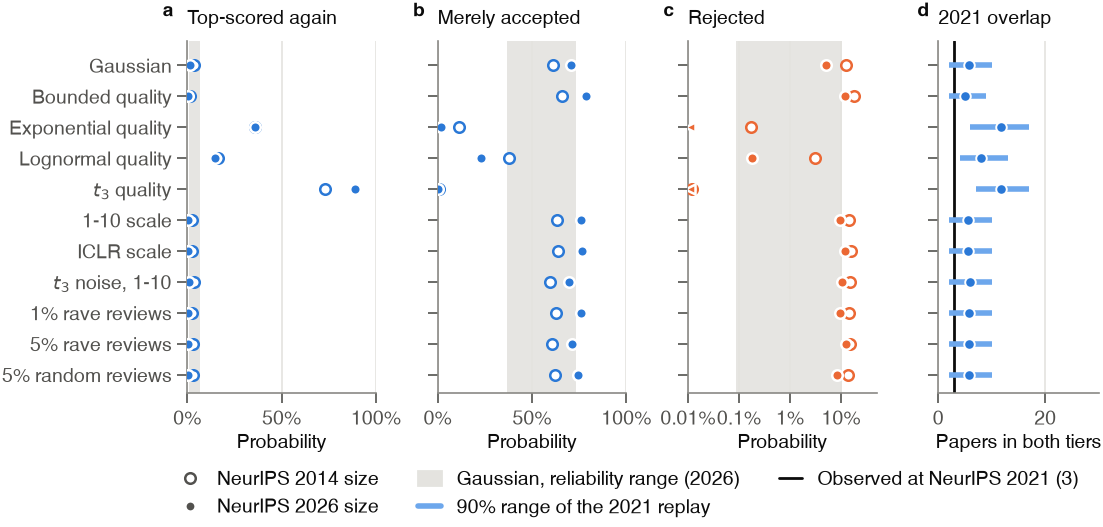 a Top-scored again
b Merely accepted
c Rejected
d 2021 overlap
Gaussian
Bounded quality
Exponential quality
Lognormal quality
t₃ quality
1-10 scale
ICLR scale
t₃ noise, 1-10
1% rave reviews
5% rave reviews
5% random reviews
0% 50% 100%
0% 50% 100%
0.01% 0.1% 1% 10%
0 20
Probability
Probability
Probability
Papers in both tiers
NeurIPS 2014 size
NeurIPS 2026 size
Gaussian, reliability range (2026)
90% range of the 2021 replay
Observed at NeurIPS 2021 (3)